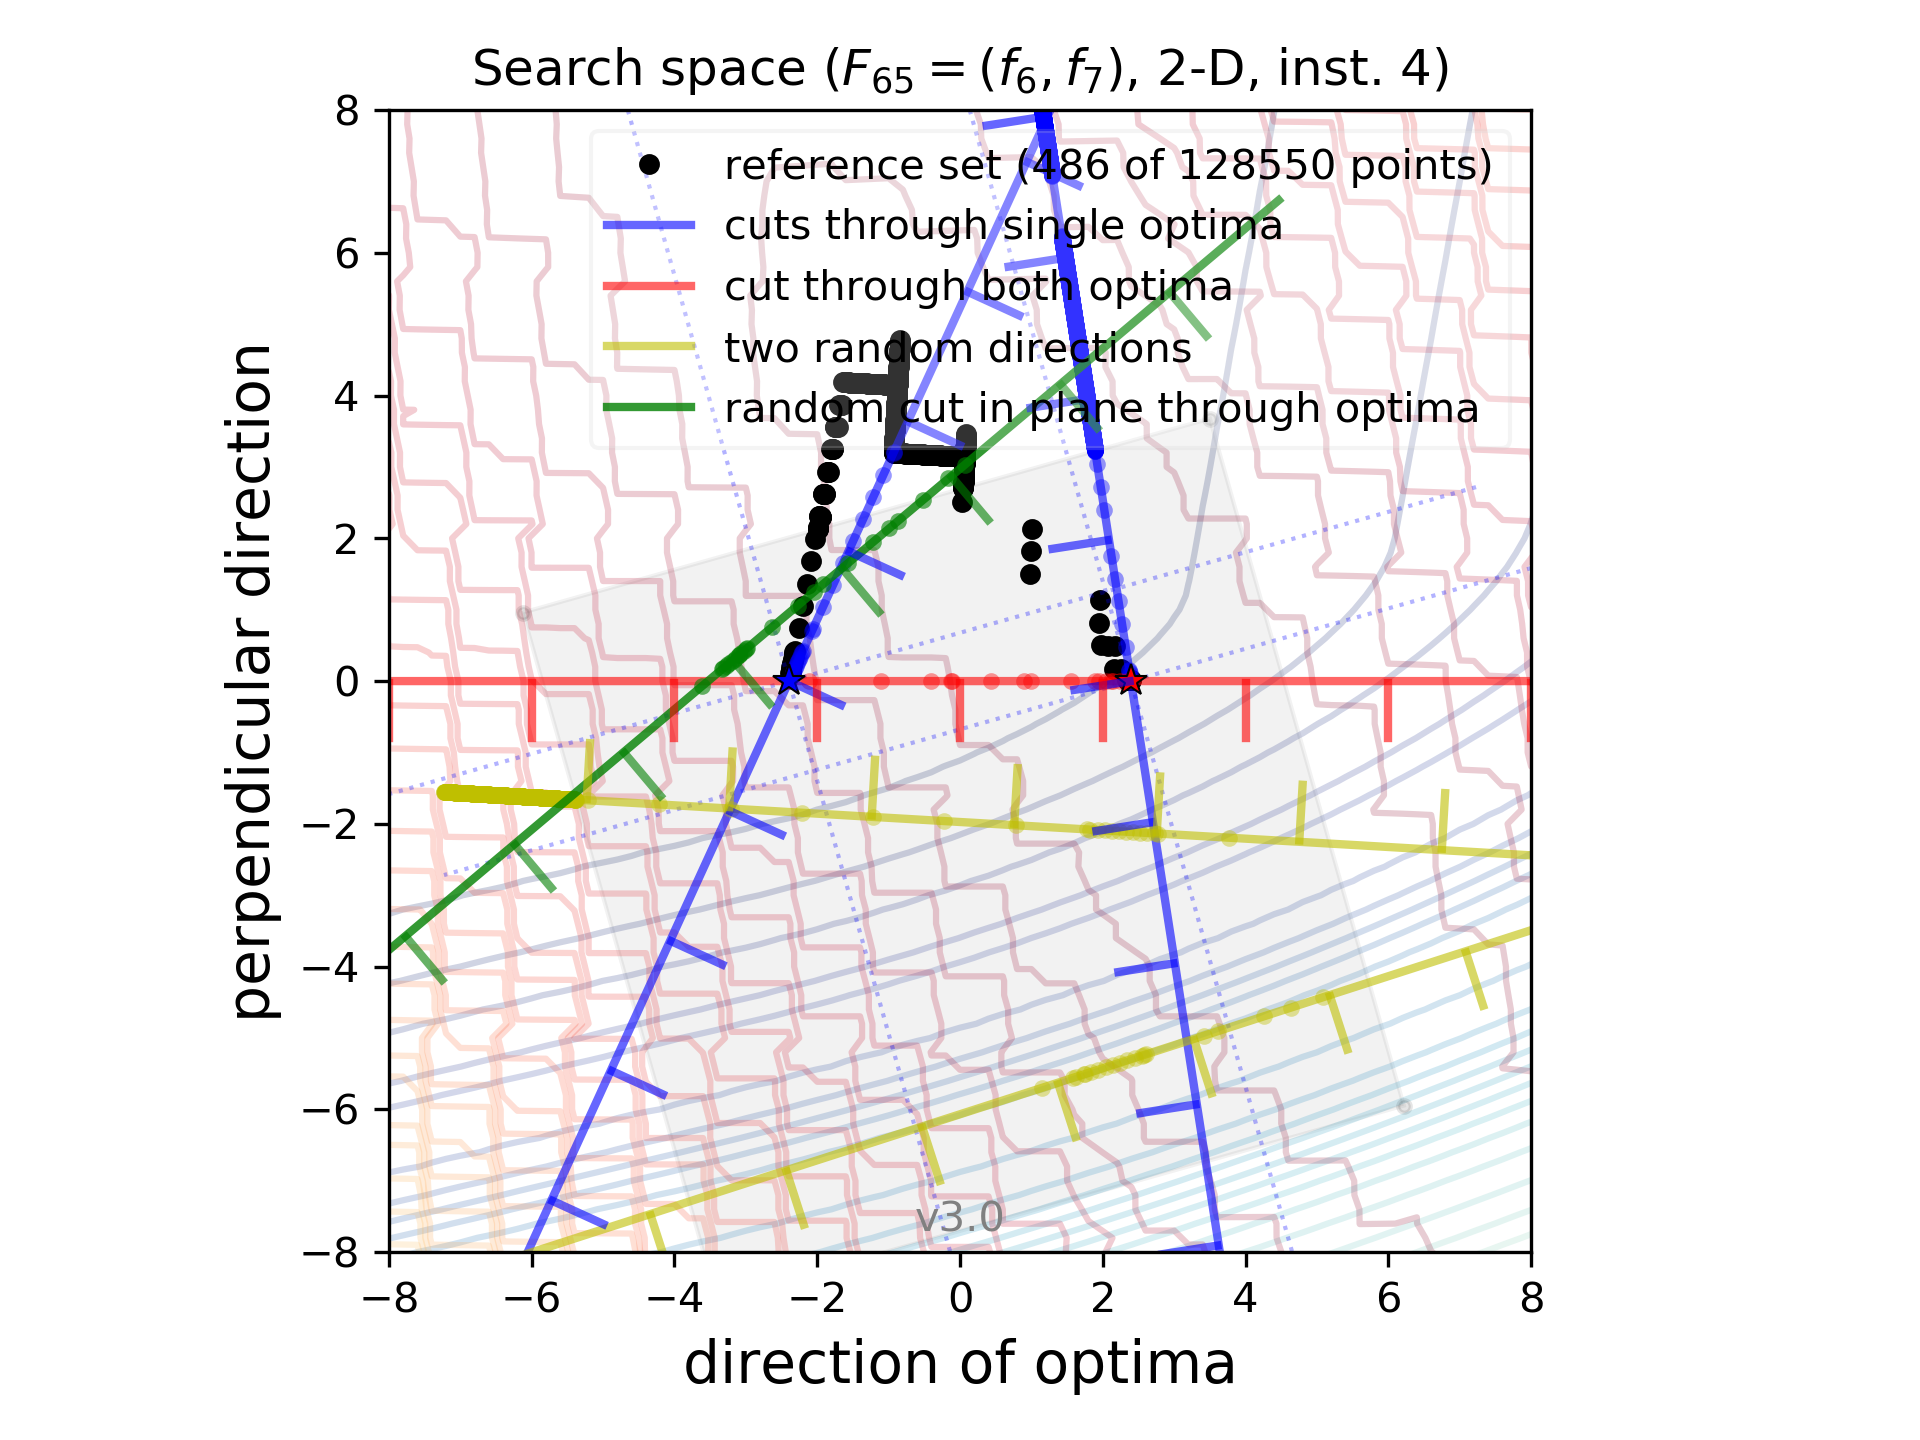 Search space (F65 = (f6, f7), 2-D, inst. 4)
8
reference set (486 of 128550 points)
cuts through single optima
6
cut through both optima
two random directions
4
random cut in plane through optima
2
0
−2
−4
−6
−8
perpendicular direction
v3.0
−8 −6 −4 −2 0 2 4 6 8
direction of optima